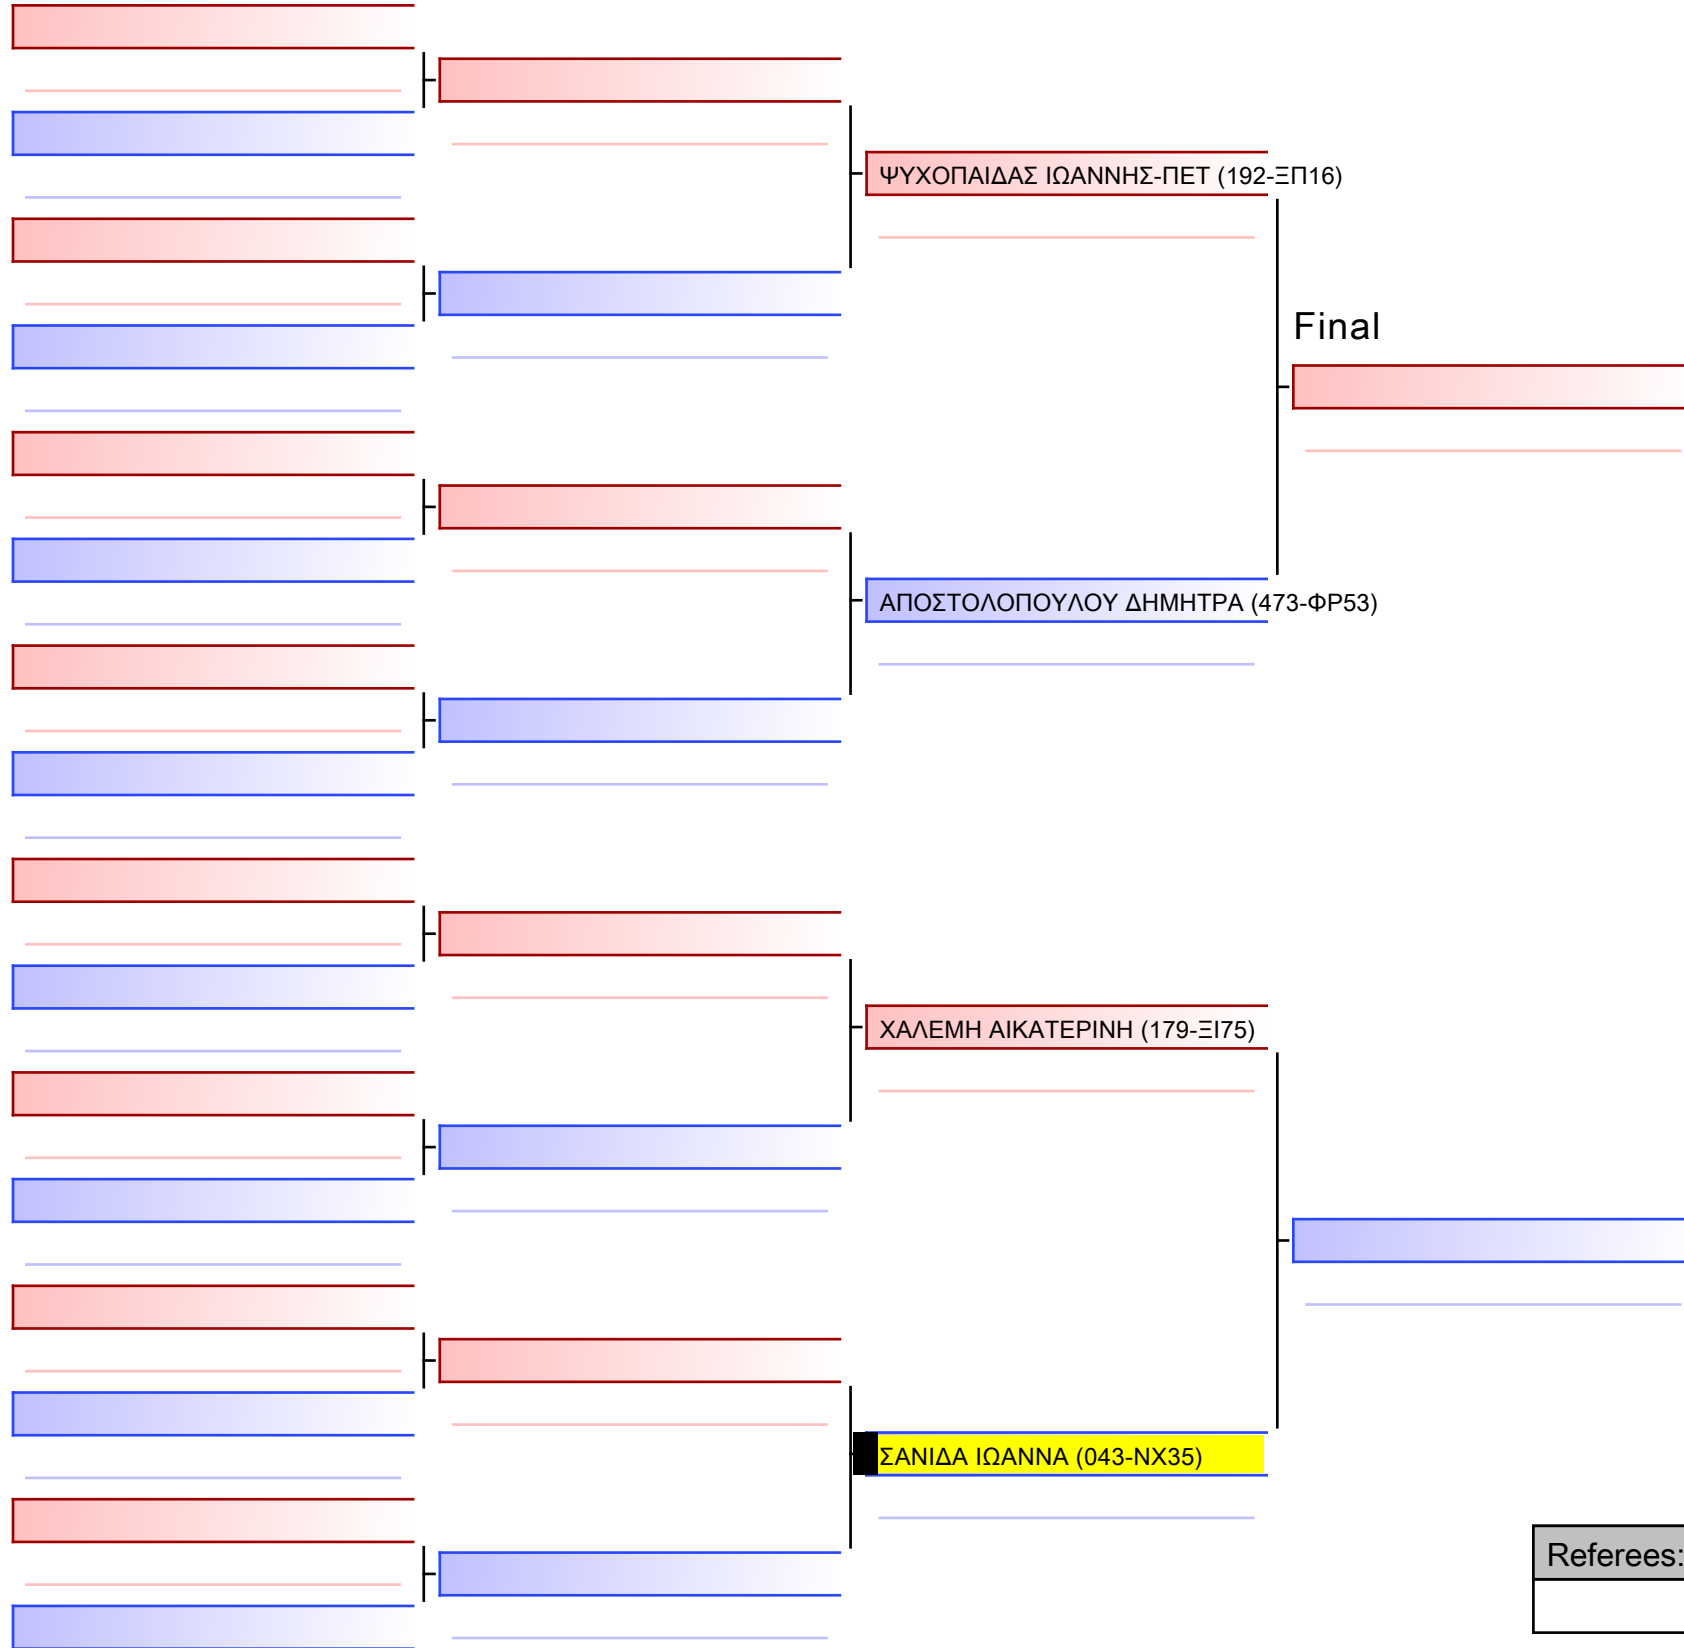 ΨΥΧΟΠΑΙΔΑΣ ΙΩΑΝΝΗΣ-ΠΕΤ (192-ΞΠ16)
Final
ΑΠΟΣΤΟΛΟΠΟΥΛΟΥ ΔΗΜΗΤΡΑ (473-ΦΡ53)
ΧΑΛΕΜΗ ΑΙΚΑΤΕΡΙΝΗ (179-ΞΙ75)
ΣΑΝΙΔΑ ΙΩΑΝΝΑ (043-ΝΧ35)
Referees: